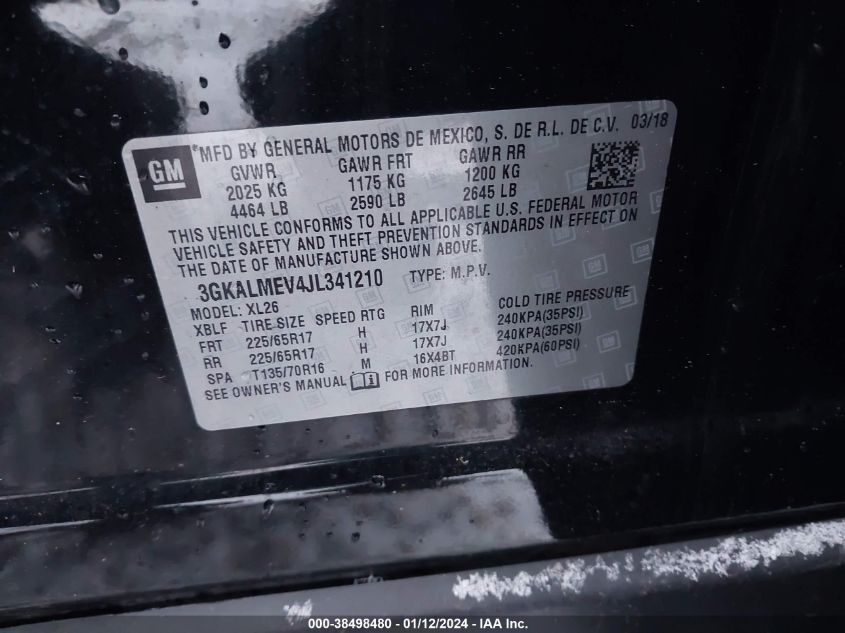 GM
*MFD BY GENERAL MOTORS DE MEXICO, S. DE R.L. DE C.V. 03/18
GVWR GAWR FRT GAWR RR
2025 KG 1175 KG 1200 KG
4464 LB 2590 LB 2645 LB
THIS VEHICLE CONFORMS TO ALL APPLICABLE U.S. FEDERAL MOTOR
VEHICLE SAFETY AND THEFT PREVENTION STANDARDS IN EFFECT ON
THE DATE OF MANUFACTURE SHOWN ABOVE.
3GKALMEV4JL341210 TYPE: M.P.V.
MODEL: XL26
XBLF TIRE SIZE SPEED RTG RIM COLD TIRE PRESSURE
FRT 225/65R17 H 17X7J 240KPA(35PSI)
RR 225/65R17 H 17X7J 240KPA(35PSI)
SPA T135/70R16 M 16X4BT 420KPA(60PSI)
SEE OWNER'S MANUAL FOR MORE INFORMATION.
000-38498480 - 01/12/2024 - IAA Inc.